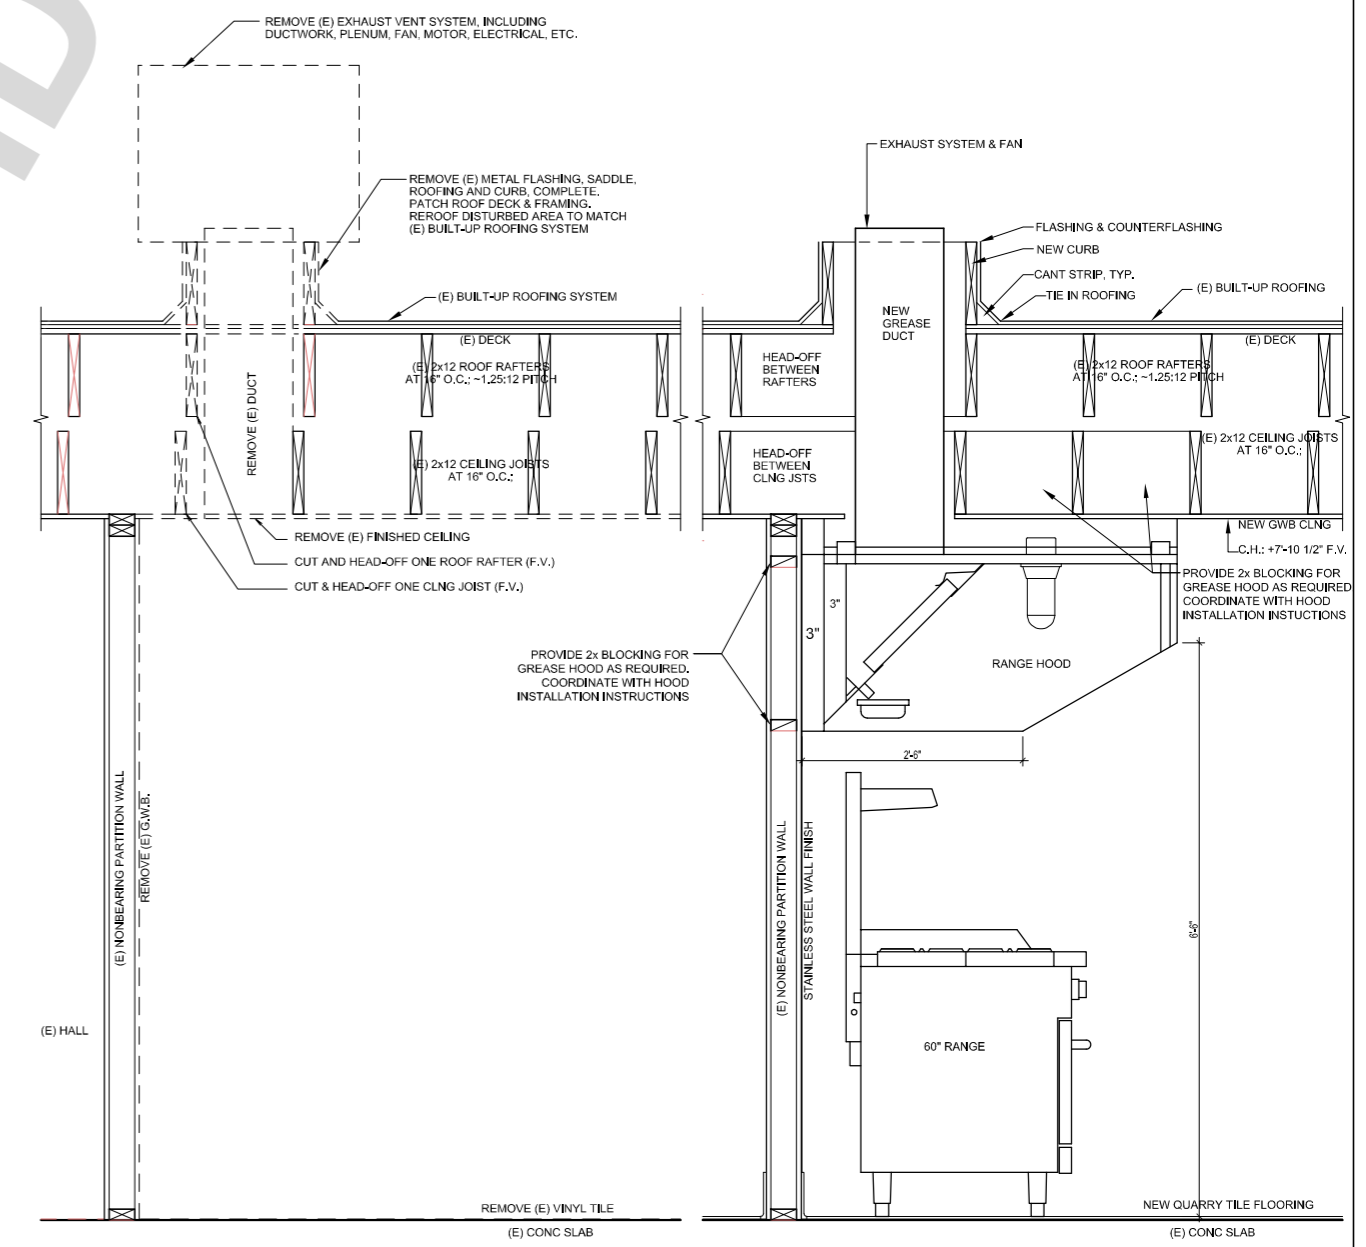 REMOVE (E) EXHAUST VENT SYSTEM, INCLUDING
DUCTWORK, PLENUM, FAN, MOTOR, ELECTRICAL, ETC.
REMOVE (E) METAL FLASHING, SADDLE,
ROOFING AND CURB, COMPLETE.
PATCH ROOF DECK & FRAMING.
REROOF DISTURBED AREA TO MATCH
(E) BUILT-UP ROOFING SYSTEM
(E) BUILT-UP ROOFING SYSTEM
(E) DECK
(E) 2x12 ROOF RAFTERS
AT 16" O.C.; ~1.25:12 PITCH
REMOVE (E) DUCT
(E) 2x12 CEILING JOISTS
AT 16" O.C.;
REMOVE (E) FINISHED CEILING
CUT AND HEAD-OFF ONE ROOF RAFTER (F.V.)
CUT & HEAD-OFF ONE CLNG JOIST (F.V.)
(E) NONBEARING PARTITION WALL
REMOVE (E) G.W.B.
(E) HALL
REMOVE (E) VINYL TILE
(E) CONC SLAB
EXHAUST SYSTEM & FAN
FLASHING & COUNTERFLASHING
NEW CURB
CANT STRIP, TYP.
TIE IN ROOFING
(E) BUILT-UP ROOFING
NEW
GREASE
DUCT
(E) DECK
HEAD-OFF
BETWEEN
RAFTERS
(E) 2x12 ROOF RAFTERS
AT 16" O.C.; ~1.25:12 PITCH
HEAD-OFF
BETWEEN
CLNG JSTS
(E) 2x12 CEILING JOISTS
AT 16" O.C.;
NEW GWB CLNG
C.H.: +7'-10 1/2" F.V.
PROVIDE 2x BLOCKING FOR
GREASE HOOD AS REQUIRED
COORDINATE WITH HOOD
INSTALLATION INSTUCTIONS
3"
3"
RANGE HOOD
PROVIDE 2x BLOCKING FOR
GREASE HOOD AS REQUIRED.
COORDINATE WITH HOOD
INSTALLATION INSTRUCTIONS
2'-6"
(E) NONBEARING PARTITION WALL
STAINLESS STEEL WALL FINISH
6'-6"
60" RANGE
NEW QUARRY TILE FLOORING
(E) CONC SLAB